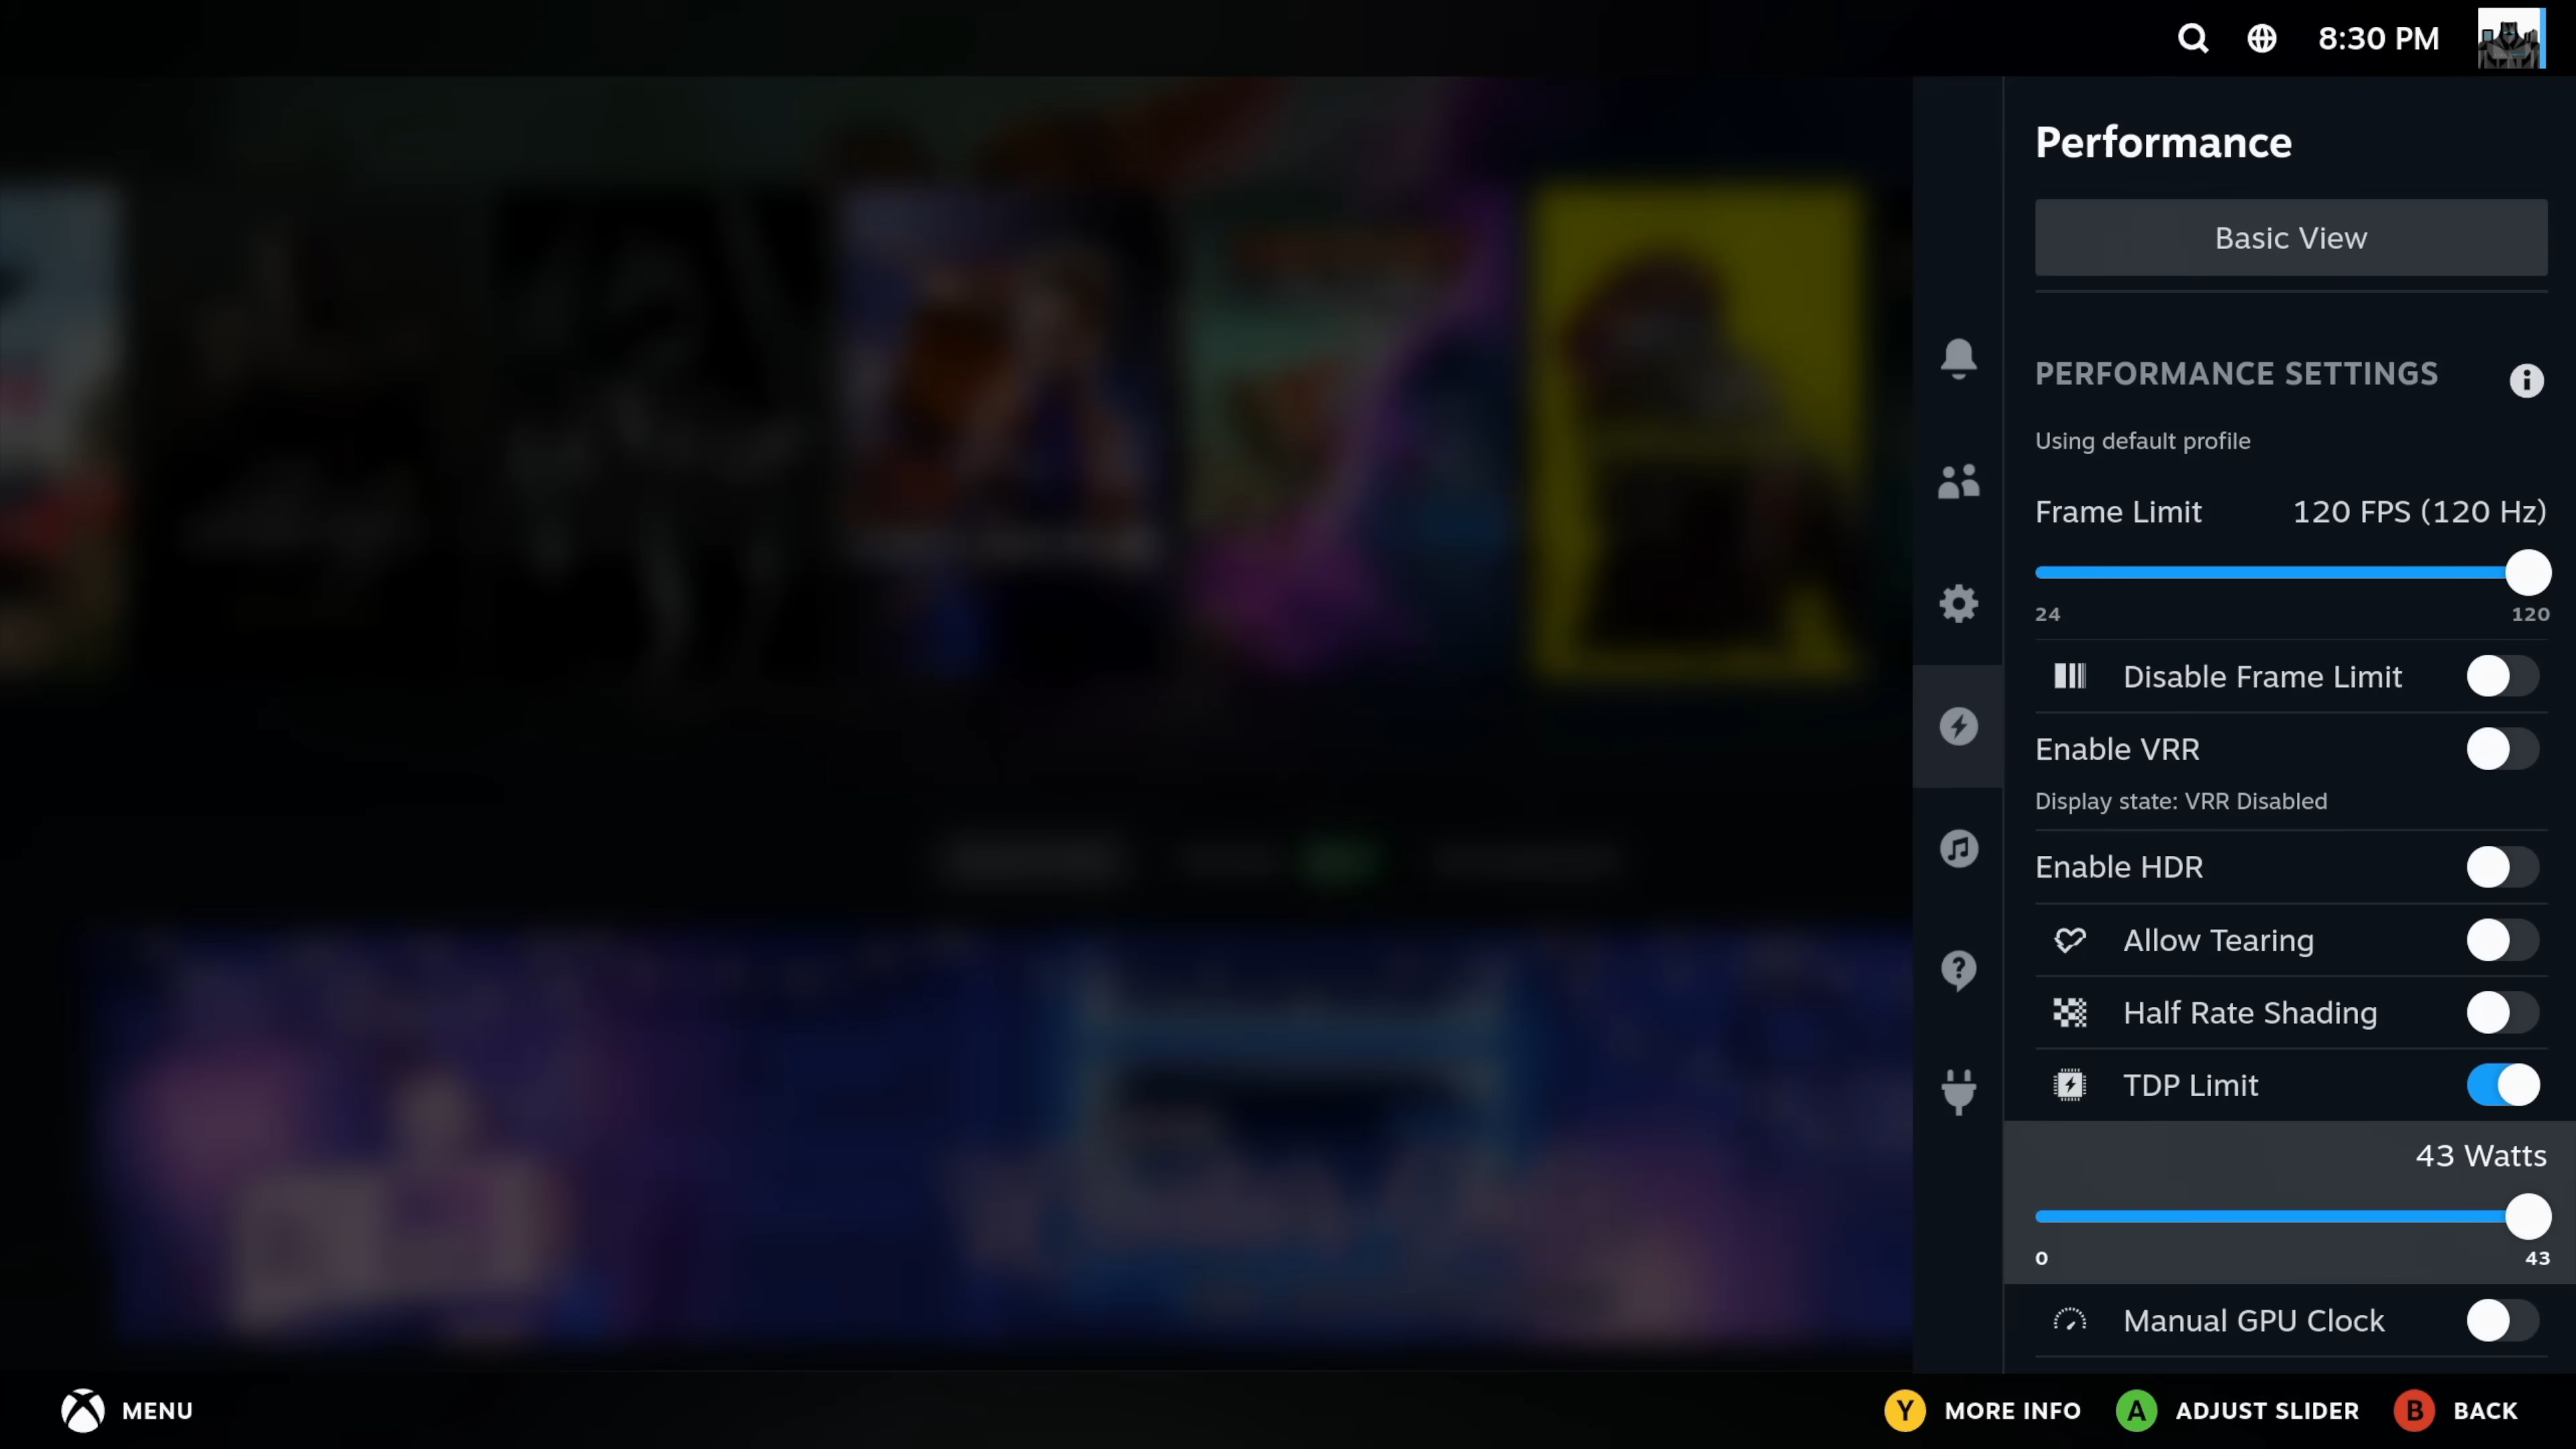 8:30 PM
Performance
Basic View
PERFORMANCE SETTINGS
Using default profile
Frame Limit 120 FPS (120 Hz)
24 120
Disable Frame Limit
Enable VRR
Display state: VRR Disabled
Enable HDR
Allow Tearing
Half Rate Shading
TDP Limit
43 Watts
0 43
Manual GPU Clock
MENU Y MORE INFO A ADJUST SLIDER B BACK